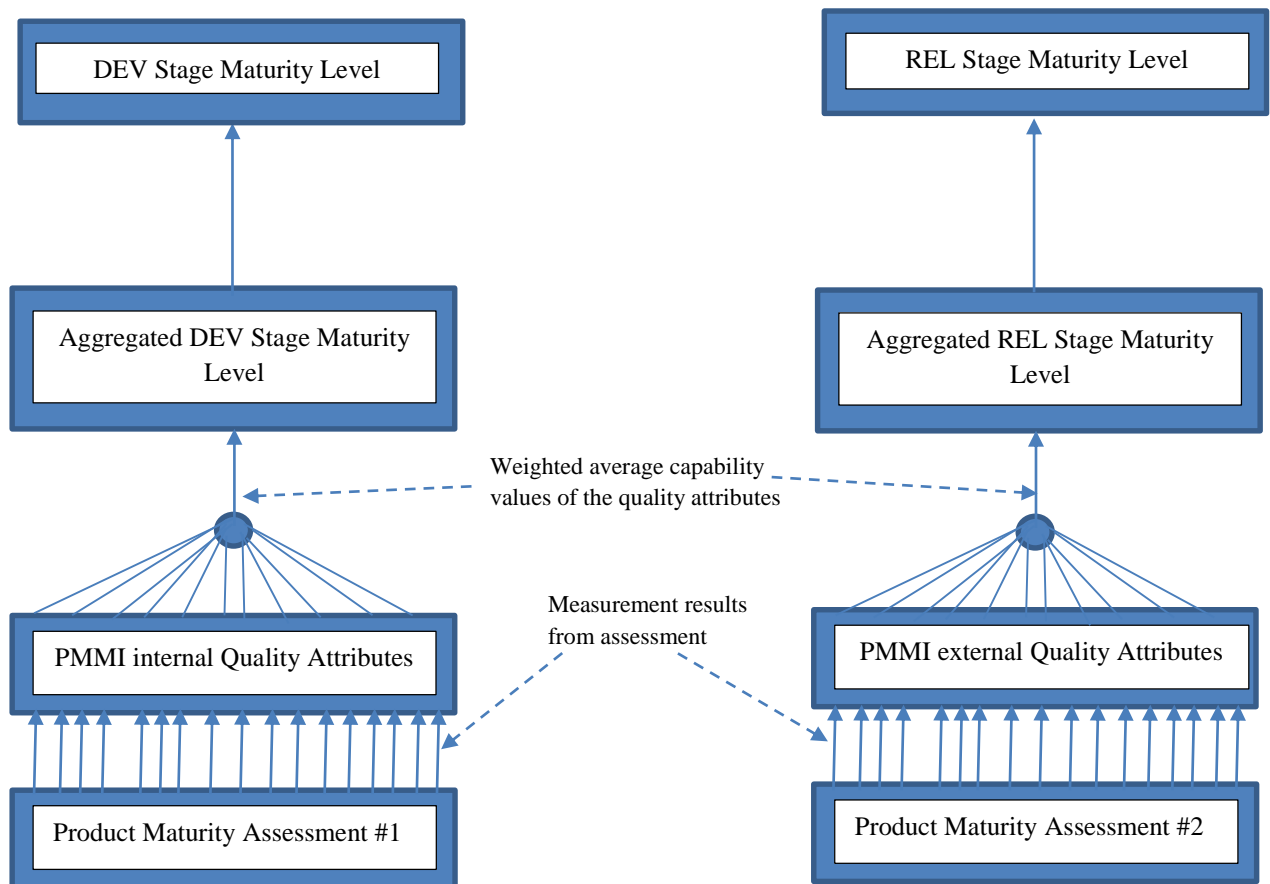 DEV Stage Maturity Level
REL Stage Maturity Level
Aggregated DEV Stage Maturity
Level
Aggregated REL Stage Maturity
Level
Weighted average capability
values of the quality attributes
Measurement results
from assessment
PMMI internal Quality Attributes
PMMI external Quality Attributes
Product Maturity Assessment #1
Product Maturity Assessment #2